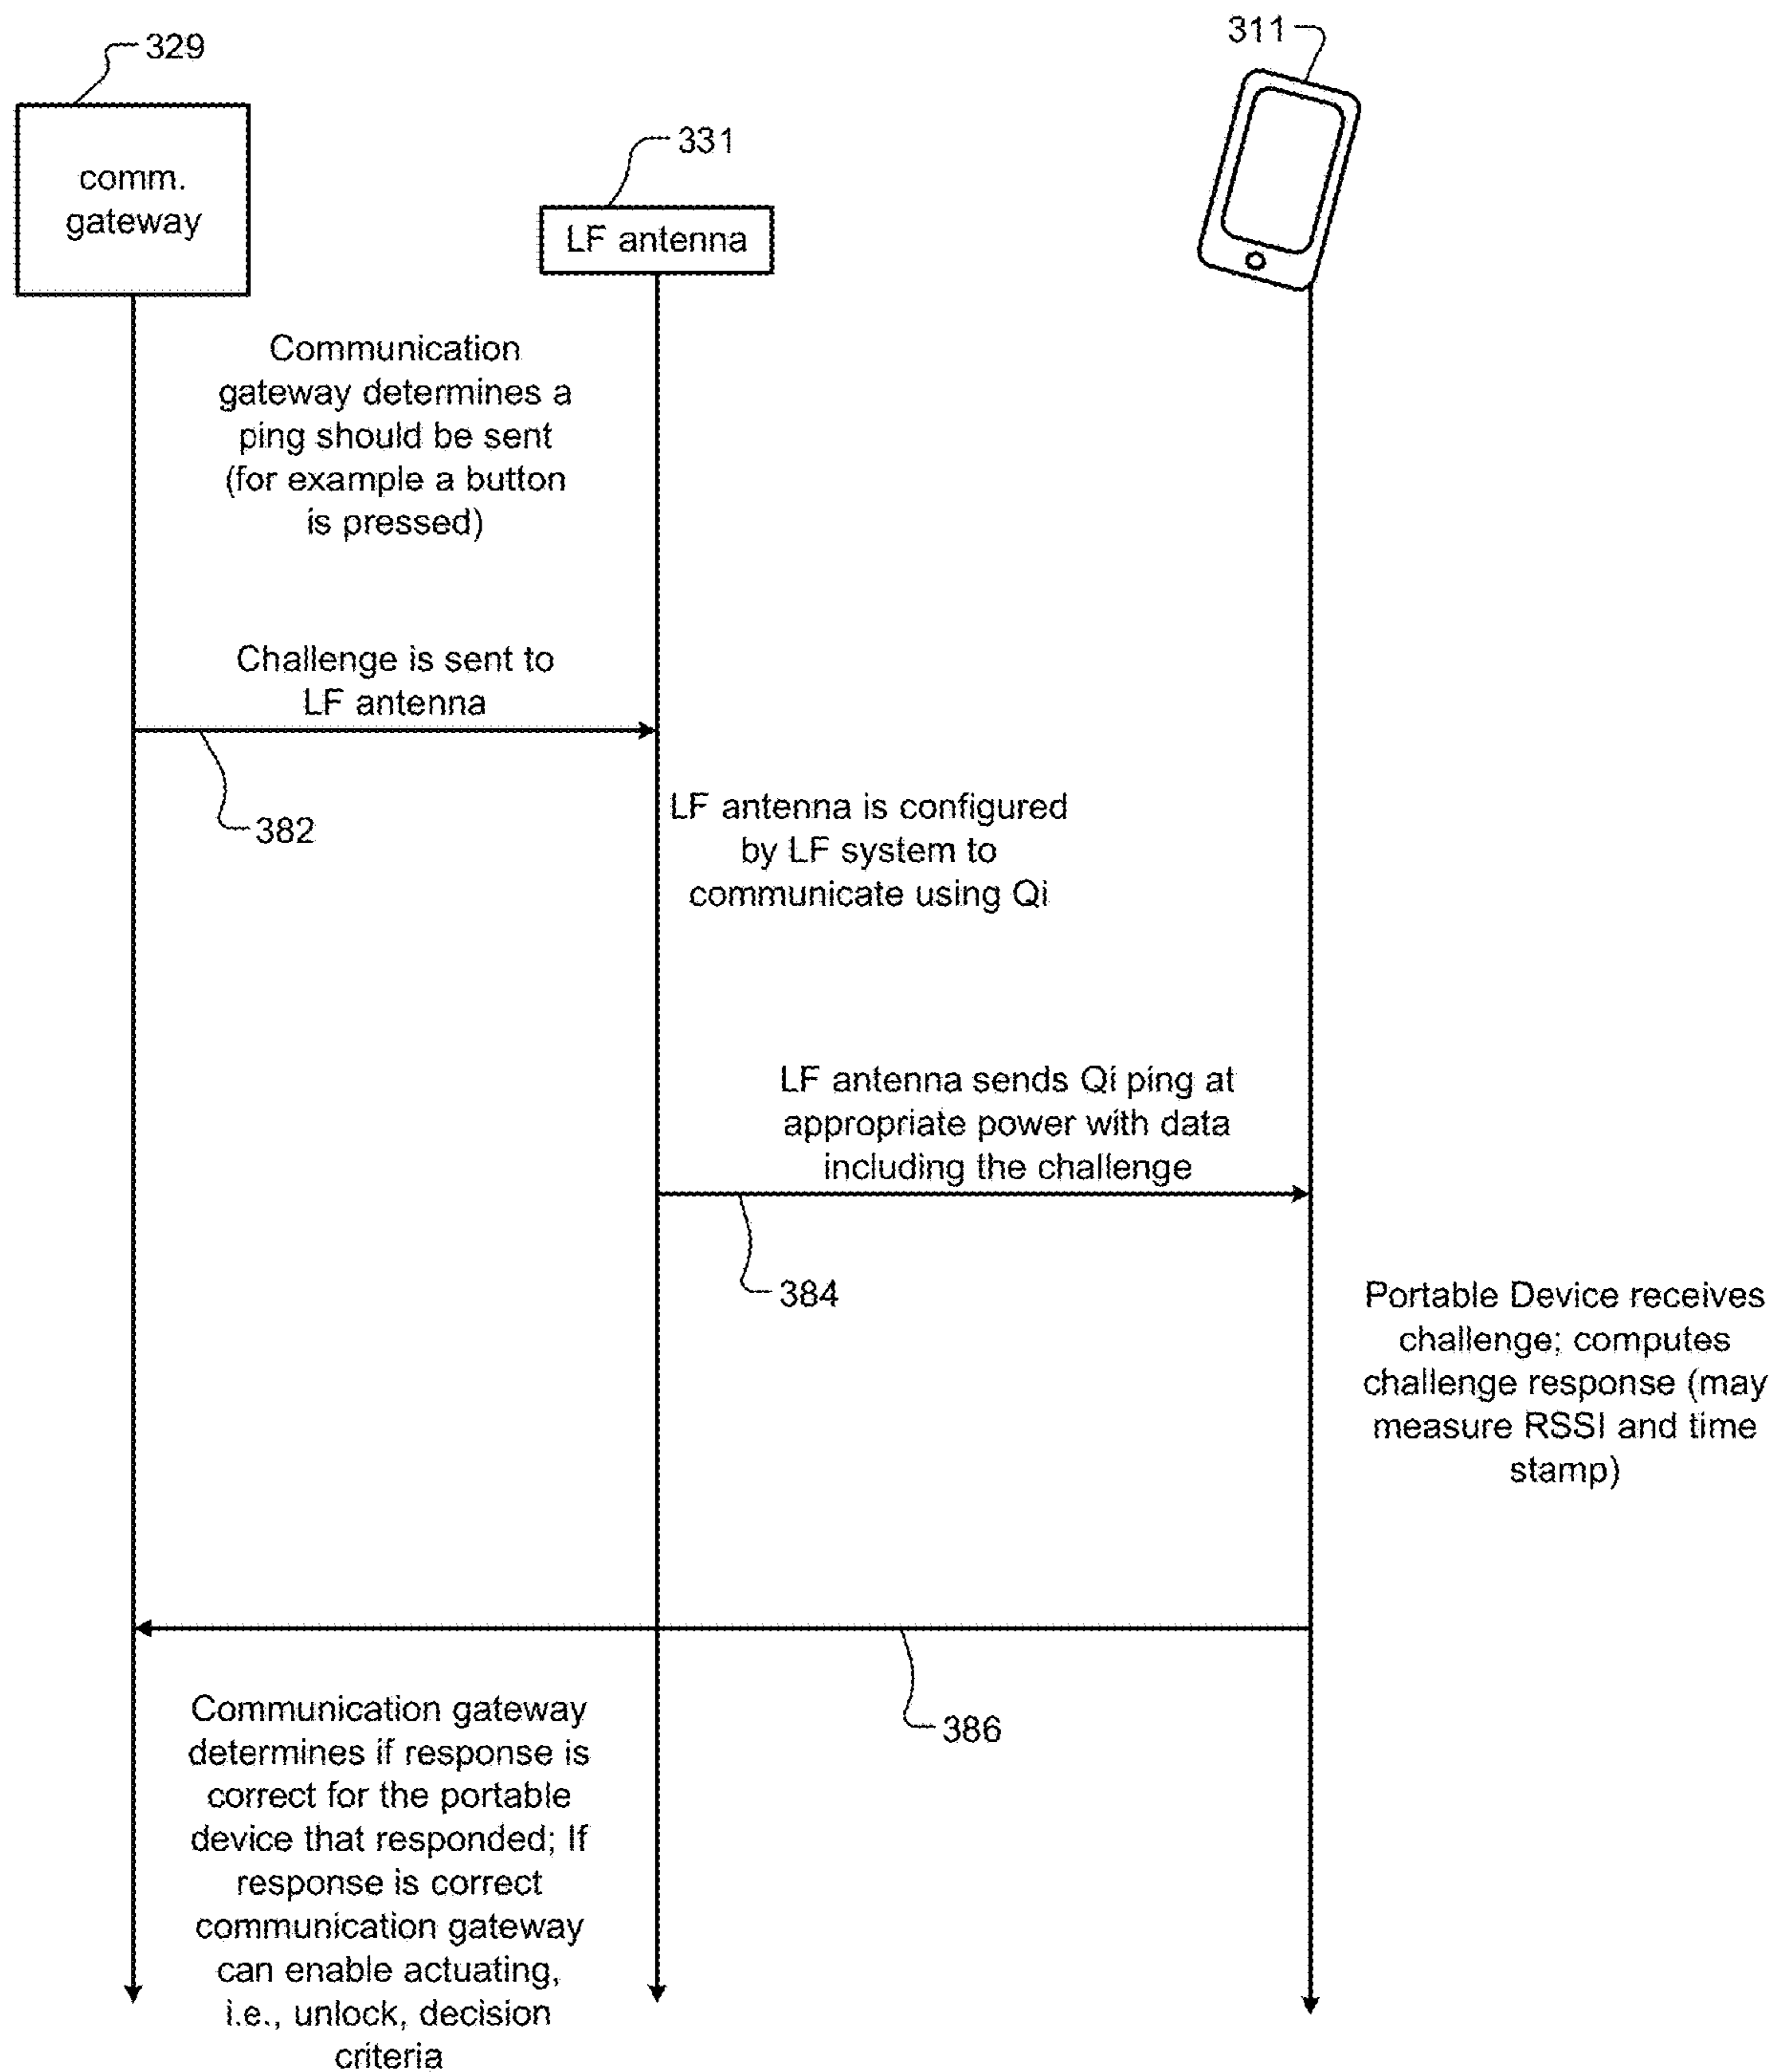 329
311
331
comm.
gateway
LF antenna
Communication
gateway determines a
ping should be sent
(for example a button
is pressed)
Challenge is sent to
LF antenna
382
LF antenna is configured
by LF system to
communicate using Qi
LF antenna sends Qi ping at
appropriate power with data
including the challenge
384
Portable Device receives
challenge; computes
challenge response (may
measure RSSI and time
stamp)
386
Communication gateway
determines if response is
correct for the portable
device that responded; If
response is correct
communication gateway
can enable actuating,
i.e., unlock, decision
criteria